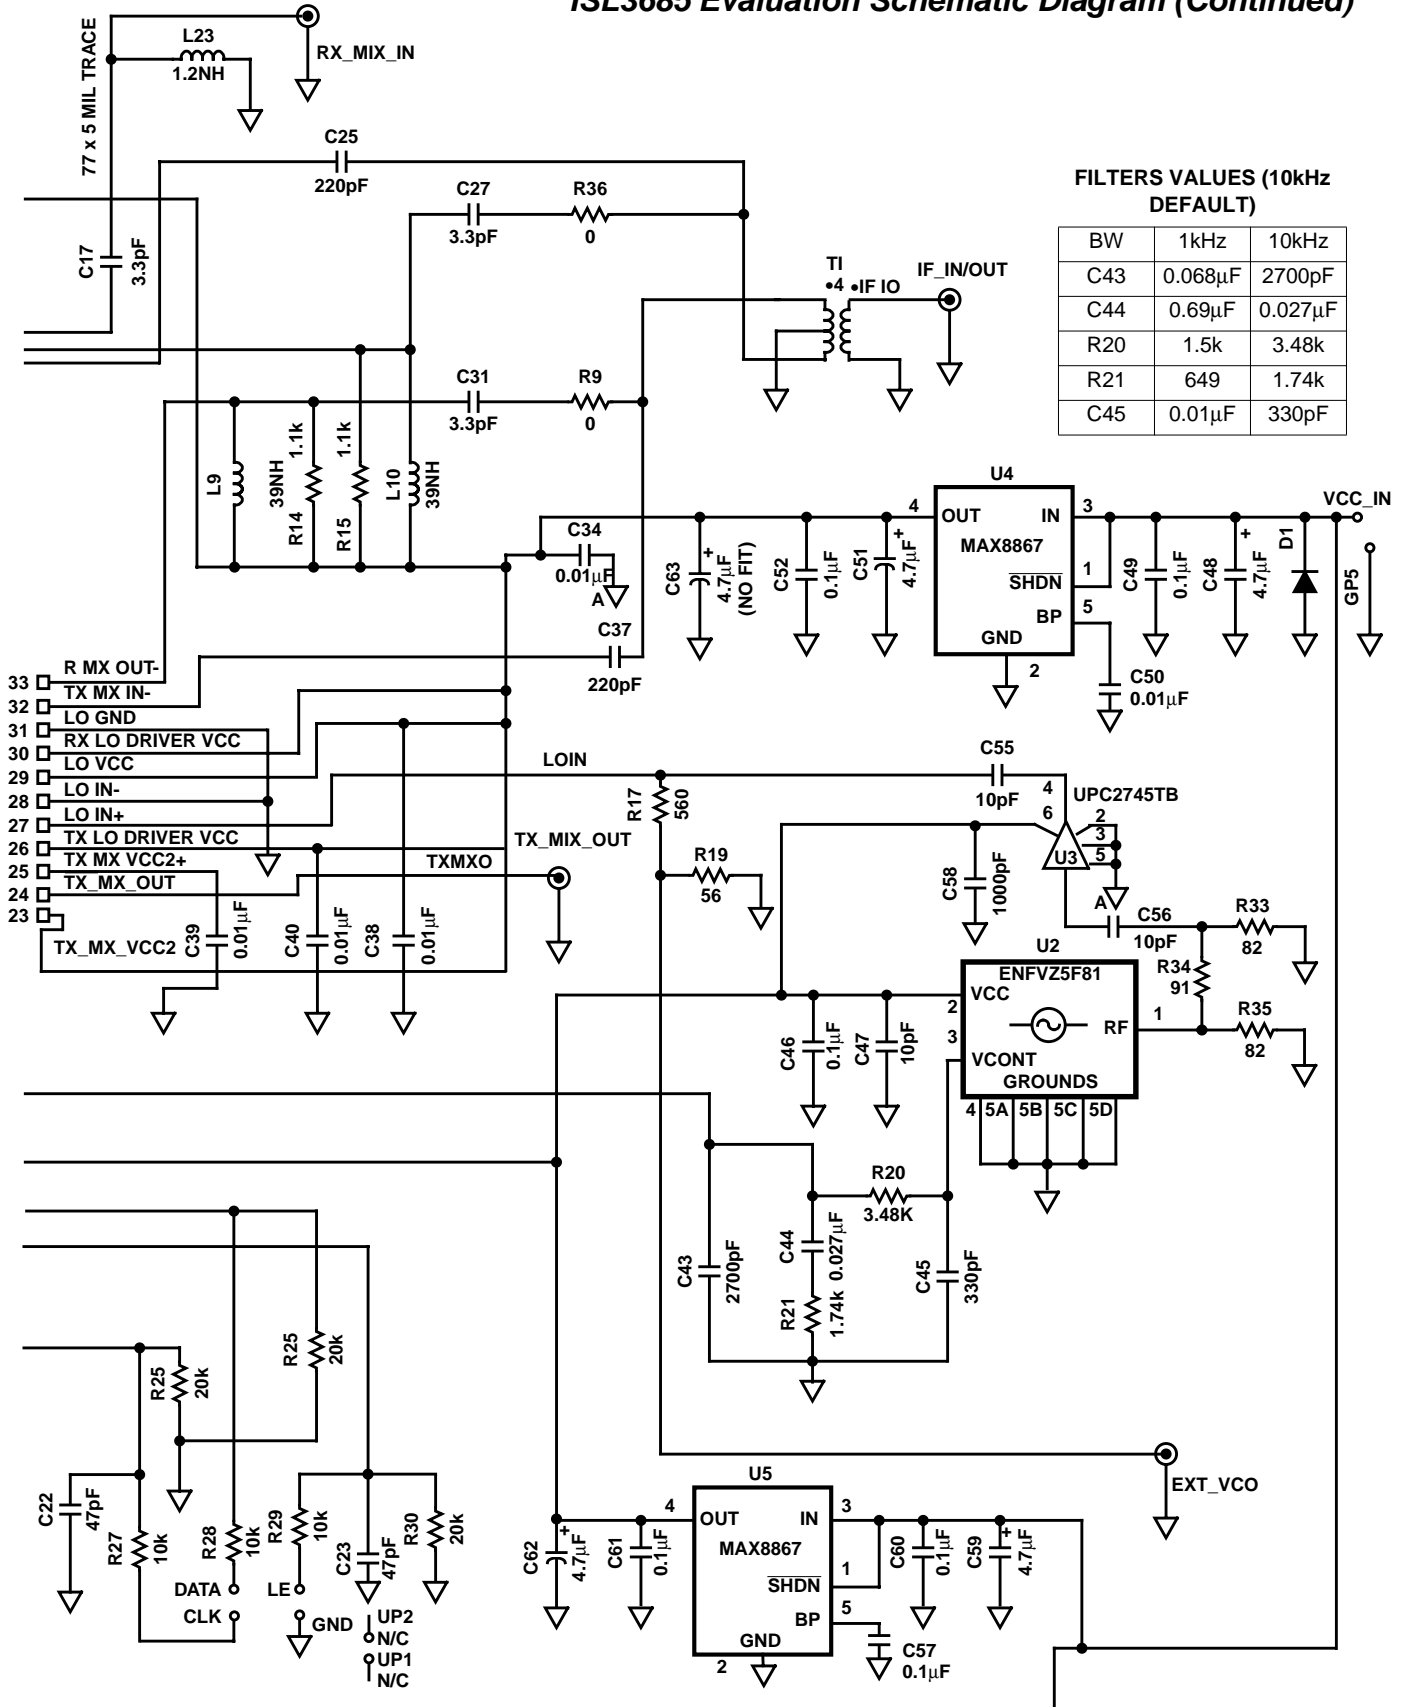 ISL3685 Evaluation Schematic Diagram (Continued)
77 x 5 MIL TRACE
L23
1.2NH
RX_MIX_IN
C25
220pF
C27
3.3pF
R36
0
C17
3.3pF
FILTERS VALUES (10kHz
DEFAULT)
BW 1kHz 10kHz
C43 0.068μF 2700pF
C44 0.69μF 0.027μF
R20 1.5k 3.48k
R21 649 1.74k
C45 0.01μF 330pF
TI
•4 •IF IO
IF_IN/OUT
C31
3.3pF
R9
0
L9
39NH
R14
1.1k
R15
1.1k
L10
39NH
C34
0.01μF
A
C63
4.7μF
(NO FIT)
+
C52
0.1μF
C51
4.7μF
+
U4
4
OUT
IN
3
MAX8867
SHDN
1
BP
5
GND
2
C50
0.01μF
C49
0.1μF
C48
4.7μF
+
D1
VCC_IN
GP5
C37
220pF
33 R MX OUT-
32 TX MX IN-
31 LO GND
30 RX LO DRIVER VCC
29 LO VCC
28 LO IN-
27 LO IN+
26 TX LO DRIVER VCC
25 TX MX VCC2+
24 TX_MX_OUT
23
TX_MX_VCC2
LOIN
TXMXO
TX_MIX_OUT
C39
0.01μF
C40
0.01μF
C38
0.01μF
R17
560
R19
56
C55
10pF
4
UPC2745TB
6
2
3
5
U3
A
C58
1000pF
C56
10pF
R33
82
R34
91
R35
82
U2
ENFVZ5F81
VCC
2
3
VCONT
RF
1
GROUNDS
4 5A 5B 5C 5D
C46
0.1μF
C47
10pF
R20
3.48K
C43
2700pF
C44
0.027μF
R21
1.74k
C45
330pF
R25
20k
R25
20k
C22
47pF
R27
10k
R28
10k
R29
10k
C23
47pF
R30
20k
DATA
CLK
LE
GND
UP2
N/C
UP1
N/C
EXT_VCO
C62
4.7μF
+
C61
0.1μF
U5
4
OUT
IN
3
MAX8867
SHDN
1
BP
5
GND
2
C57
0.1μF
C60
0.1μF
C59
4.7μF
+